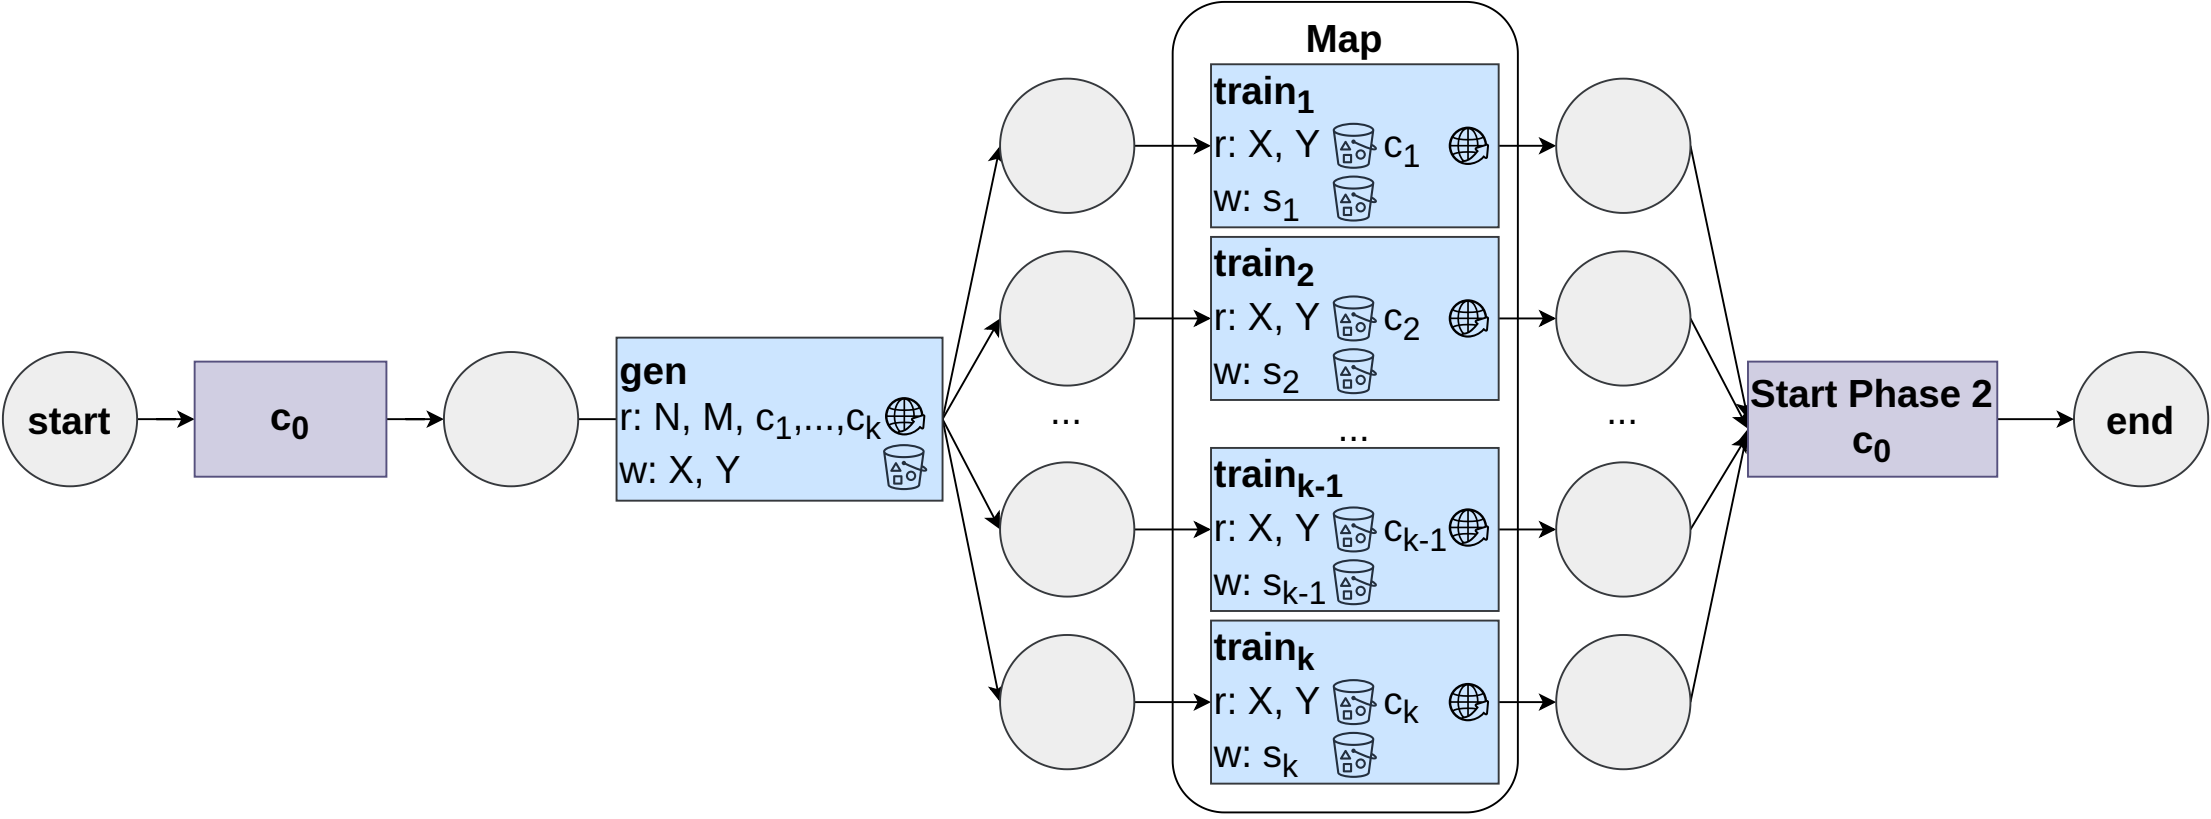 start
c0
gen
r: N, M, c1,...,ck
w: X, Y
...
Map
train1
r: X, Y c1
w: s1
train2
r: X, Y c2
w: s2
...
traink-1
r: X, Y ck-1
w: sk-1
traink
r: X, Y ck
w: sk
...
Start Phase 2
c0
end